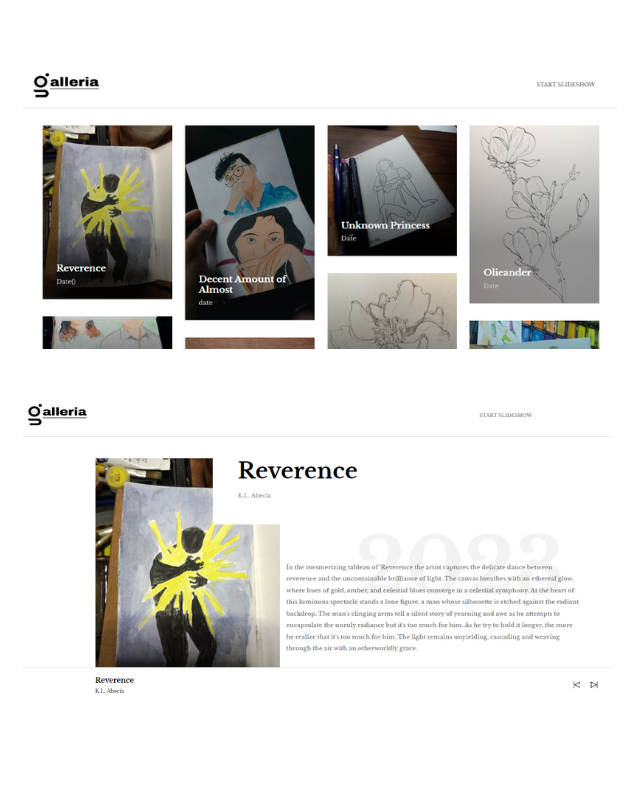 galleria
START SLIDESHOW
Reverence
Date()
Decent Amount of
Almost
date
Unknown Princess
Date
Olieander
Date
galleria
START SLIDESHOW
Reverence
K.L. Abecia
2023
In the mesmerizing tableau of 'Reverence the artist captures the delicate dance between
reverence and the uncontainable brilliance of light. The canvas breathes with an ethereal glow,
where hues of gold, amber, and celestial blues converge in a celestial symphony. At the heart of
this luminous spectacle stands a lone figure, a man whose silhouette is etched against the radiant
backdrop. The man's clinging arms tell a silent story of yearning and awe as he attempts to
encapsulate the unruly radiance but it's too much for him. As he try to hold it longer, the more
he realize that it's too much for him. The light remains unyielding, cascading and weaving
through the air with an otherworldly grace.
Reverence
K.L. Abecia